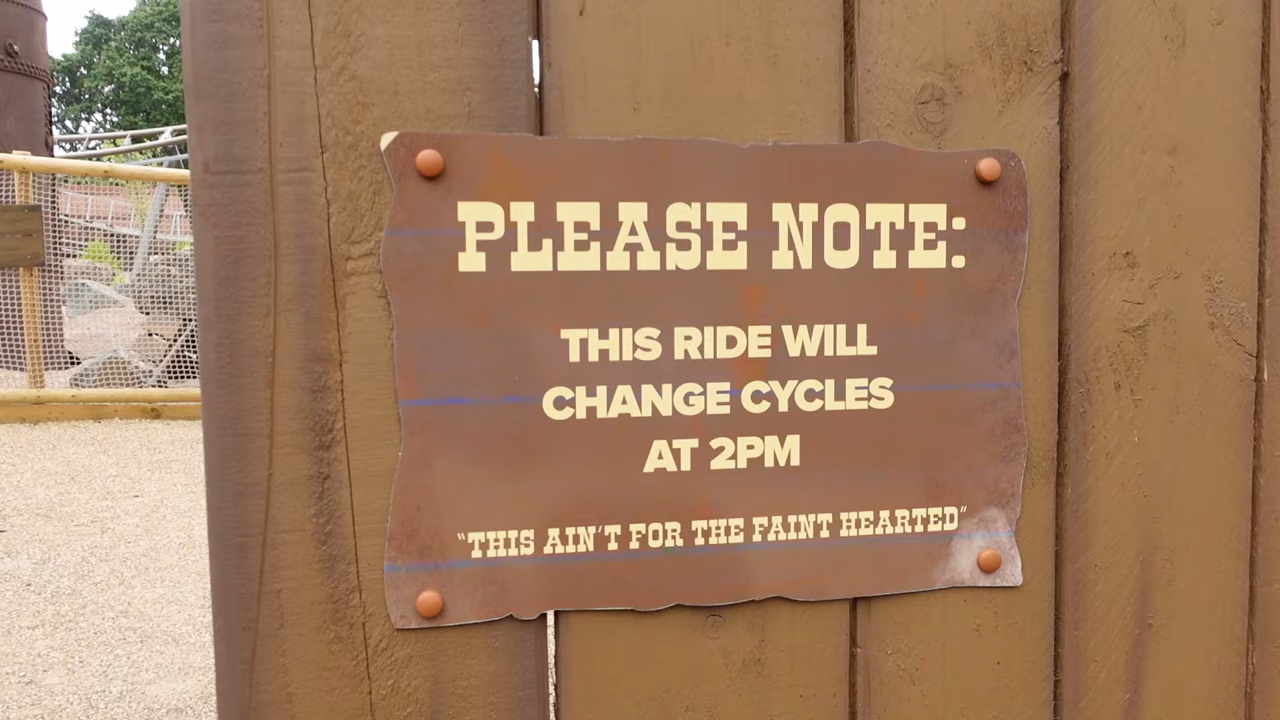 PLEASE NOTE:
THIS RIDE WILL
CHANGE CYCLES
AT 2PM
"THIS AIN'T FOR THE FAINT HEARTED"